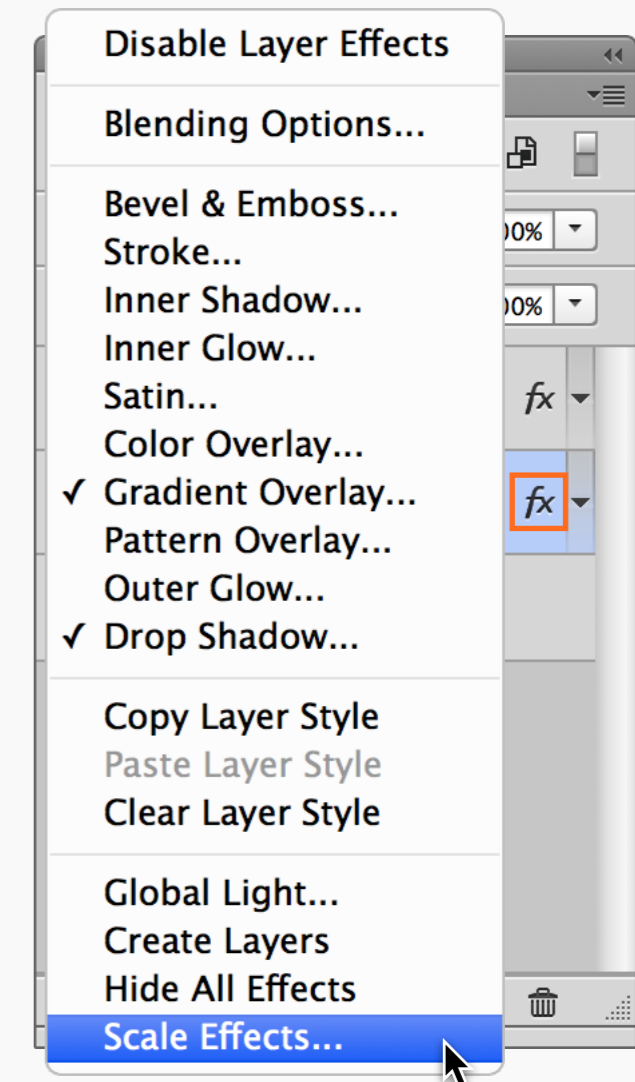 Disable Layer Effects
Blending Options...
Bevel & Emboss...
Stroke...
Inner Shadow...
00%
Inner Glow...
00%
Satin...
fx
Color Overlay...
✓ Gradient Overlay...
fx
Pattern Overlay...
Outer Glow...
✓ Drop Shadow...
Copy Layer Style
Paste Layer Style
Clear Layer Style
Global Light...
Create Layers
Hide All Effects
Scale Effects...